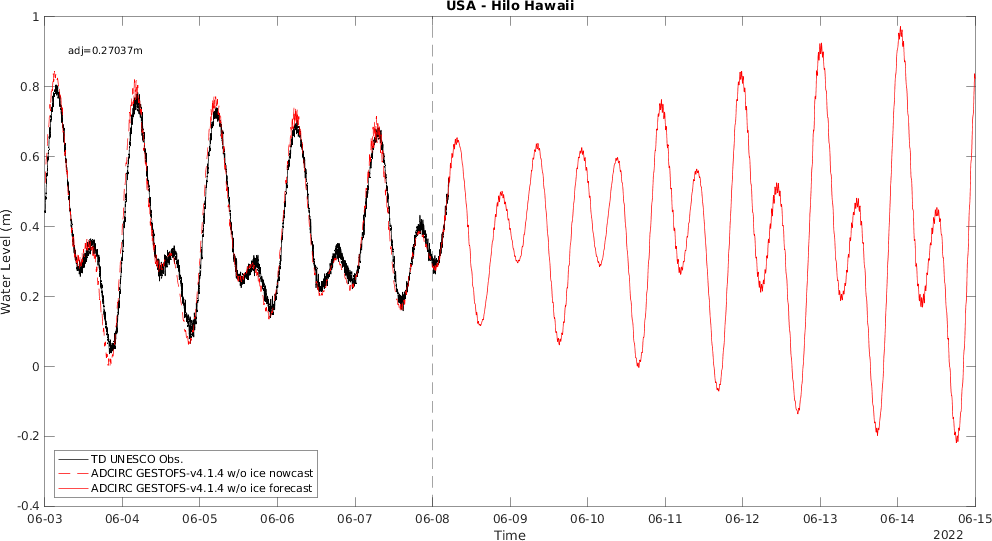 USA - Hilo Hawaii
adj=0.27037m
1
0.8
0.6
0.4
0.2
0
-0.2
-0.4
Water Level (m)
TD UNESCO Obs.
ADCIRC GESTOFS-v4.1.4 w/o ice nowcast
ADCIRC GESTOFS-v4.1.4 w/o ice forecast
06-03 06-04 06-05 06-06 06-07 06-08 06-09 06-10 06-11 06-12 06-13 06-14 06-15
Time
2022